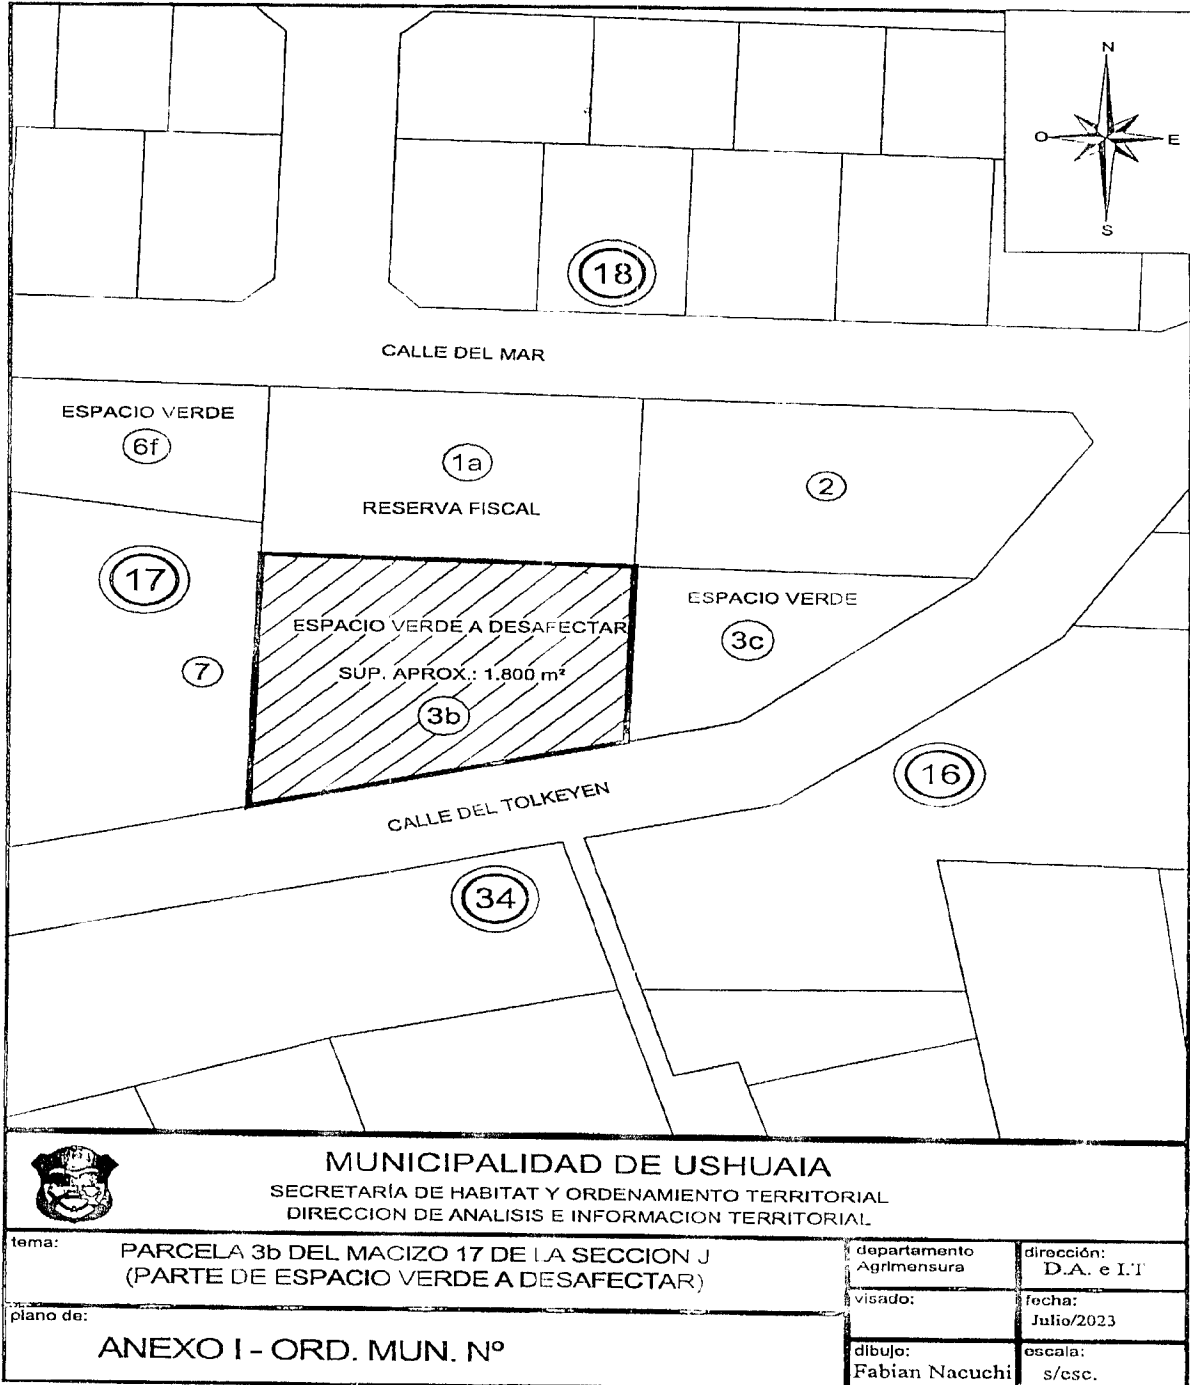 N
O
E
S
18
CALLE DEL MAR
ESPACIO VERDE
6f
1a
RESERVA FISCAL
2
17
ESPACIO VERDE A DESAFECTAR
SUP. APROX.: 1.800 m²
3b
ESPACIO VERDE
3c
7
16
CALLE DEL TOLKEYEN
34
MUNICIPALIDAD DE USHUAIA
SECRETARÍA DE HABITAT Y ORDENAMIENTO TERRITORIAL
DIRECCION DE ANALISIS E INFORMACION TERRITORIAL
tema:
PARCELA 3b DEL MACIZO 17 DE LA SECCION J
(PARTE DE ESPACIO VERDE A DESAFECTAR)
departamento
Agrimensura
dirección:
D.A. e I.T
visado:
fecha:
Julio/2023
plano de:
ANEXO I - ORD. MUN. Nº
dibujo:
Fabian Nacuchi
escala:
s/esc.